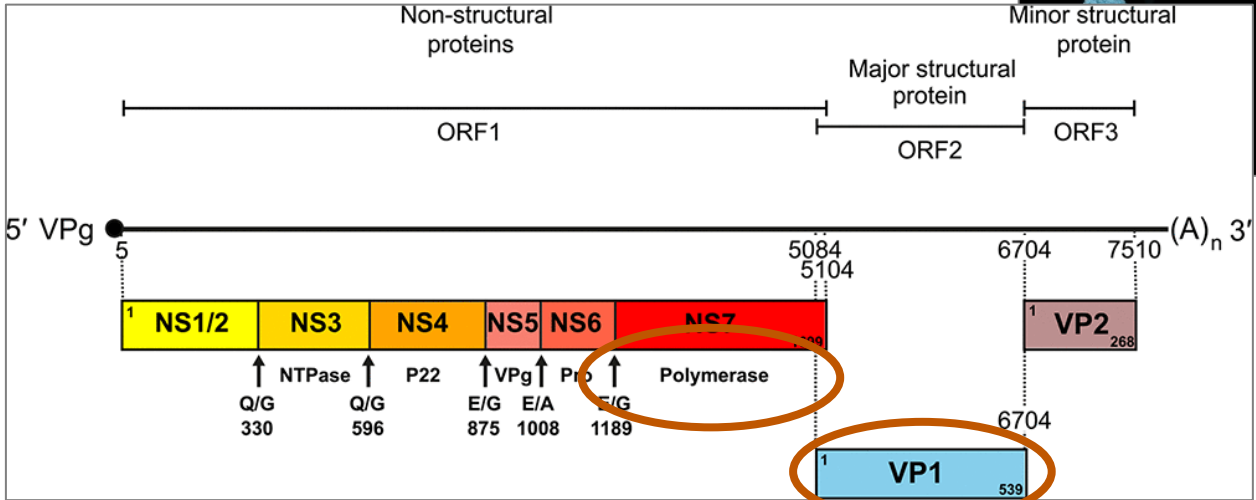 Non-structural
proteins
Minor structural
protein
Major structural
protein
ORF1
ORF2
ORF3
5′ VPg
(A)n 3′
5
5084
5104
6704
7510
1 NS1/2
NS3
NS4
NS5
NS6
NS7
1 VP2 268
NTPase
P22
VPg
Pro
Polymerase
Q/G
330
Q/G
596
E/G
875
E/A
1008
E/G
1189
6704
1 VP1 539